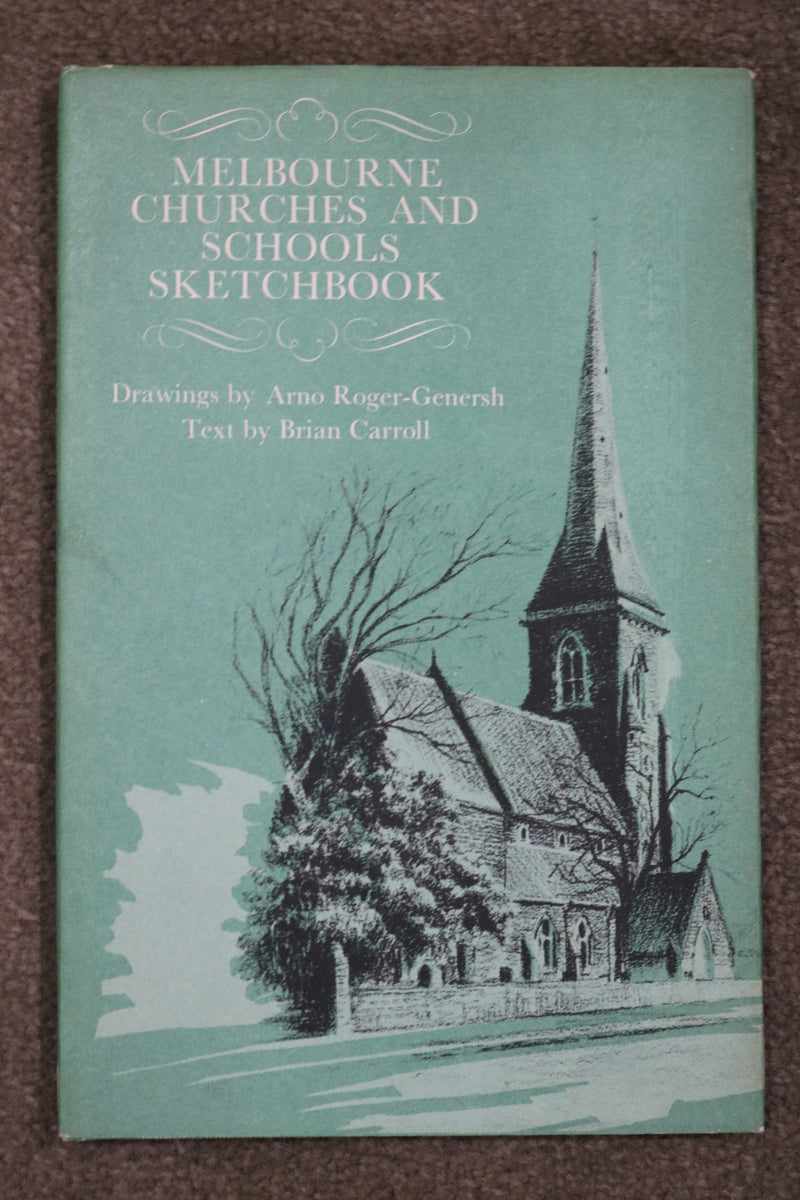 MELBOURNE
CHURCHES AND
SCHOOLS
SKETCHBOOK
Drawings by Arno Roger-Genersh
Text by Brian Carroll